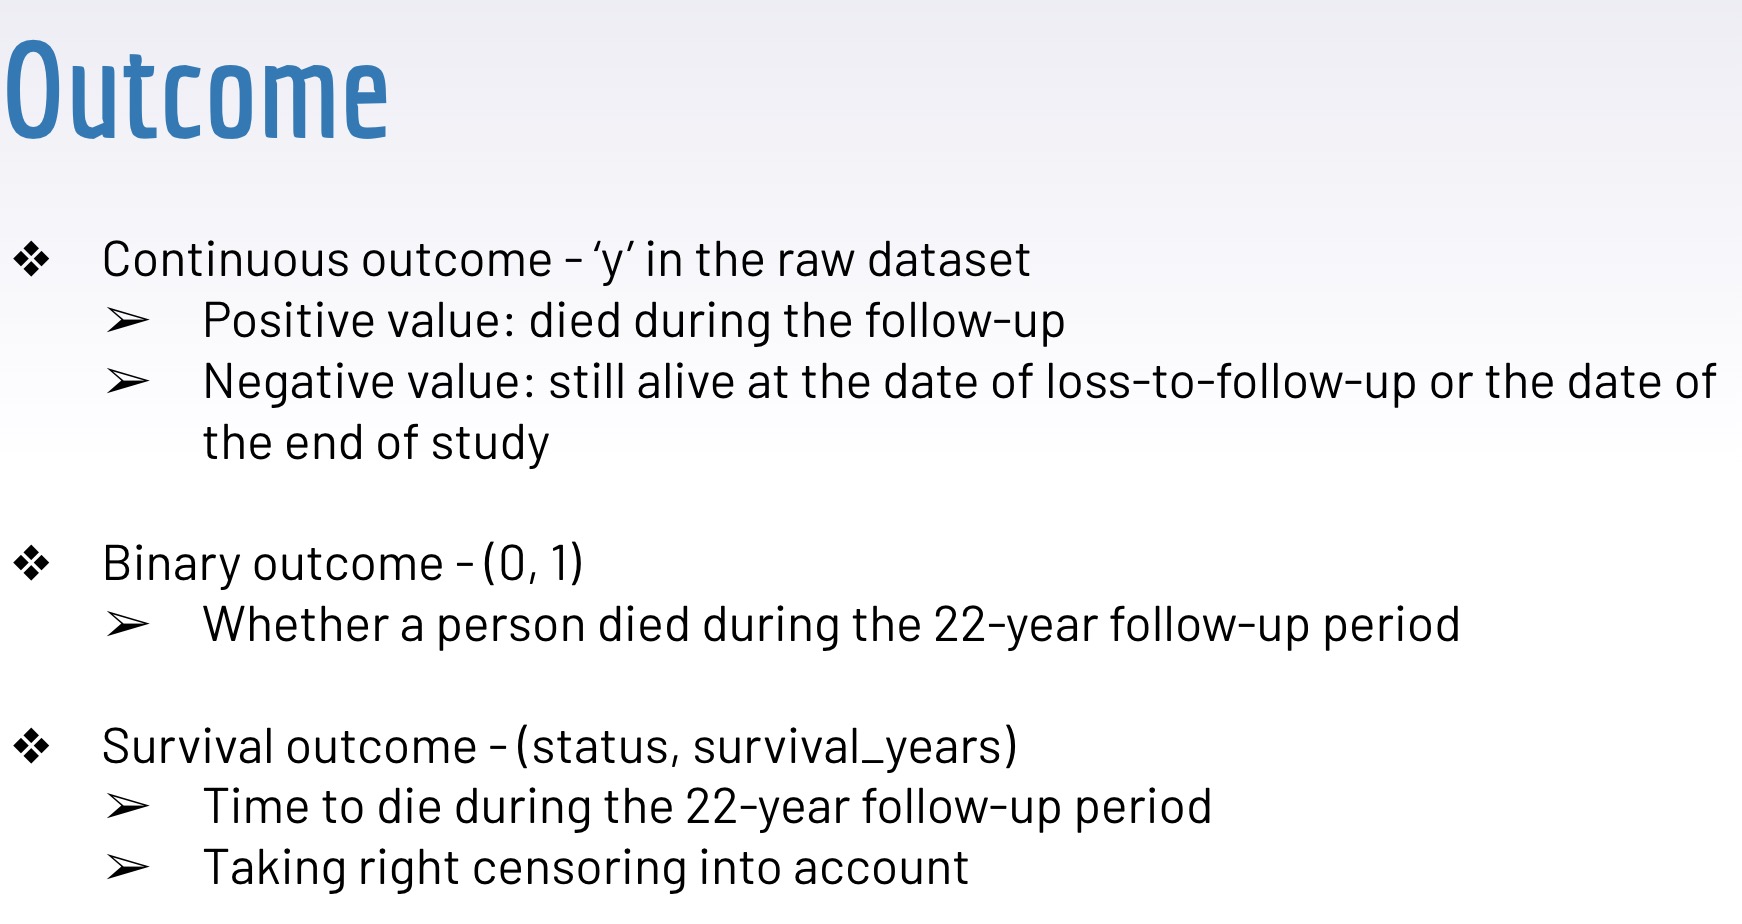 Outcome
❖ Continuous outcome - ‘y’ in the raw dataset
➢ Positive value: died during the follow-up
➢ Negative value: still alive at the date of loss-to-follow-up or the date of
the end of study
❖ Binary outcome - (0, 1)
➢ Whether a person died during the 22-year follow-up period
❖ Survival outcome - (status, survival_years)
➢ Time to die during the 22-year follow-up period
➢ Taking right censoring into account